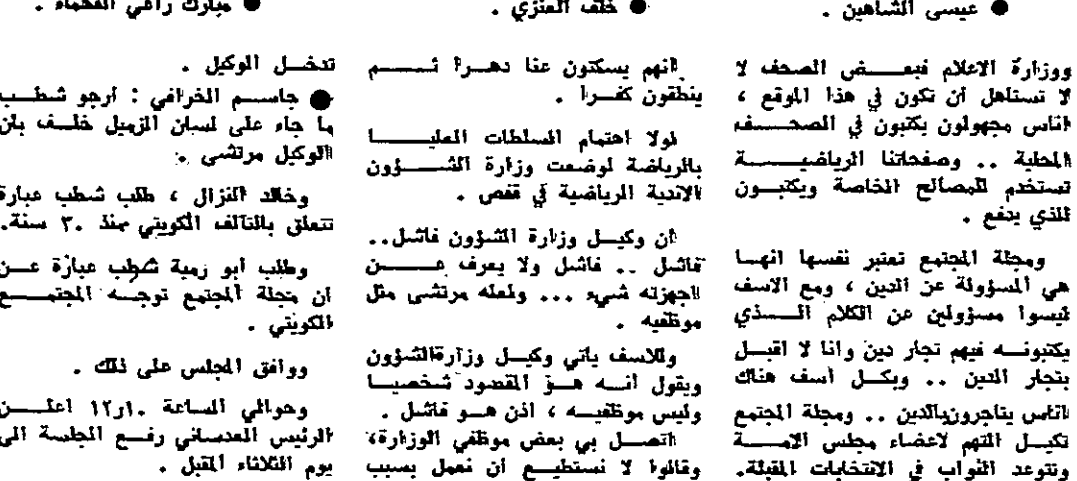 ● عيسى الشاهين .
ووزارة الاعلام فبعض الصحف لا
لا تستاهل أن تكون في هذا الموقع ،
اناس مجهولون يكتبون في الصحف
المحلية .. وصفحاتنا الرياضية
تستخدم للمصالح الخاصة ويكتبون
للذي يدفع .
ومجلة المجتمع تعتبر نفسها انها
هي المسؤولة عن الدين ، ومع الاسف
ليسوا مسؤولين عن الكلام الذي
يكتبونه فيهم تجار دين وانا لا اقبل
بتجار الدين .. وبكل أسف هناك
اناس يتاجرون بالدين .. ومجلة المجتمع
تكيل التهم لاعضاء مجلس الامة
وتتوعد النواب في الانتخابات المقبلة.
● خلف العنزي .
انهم يسكتون عنا دهرا ثم
ينطقون كفرا .
لولا اهتمام السلطات العليا
بالرياضة لوضعت وزارة الشؤون
الاندية الرياضية في قفص .
ان وكيل وزارة الشؤون فاشل..
فاشل .. فاشل ولا يعرف عن
اجهزته شيء ... ولعله مرتشى مثل
موظفيه .
وللاسف ياتي وكيل وزارة الشؤون
ويقول انه هو المقصود شخصيا
وليس موظفيه ، اذن هو فاشل .
اتصل بي بعض موظفي الوزارة،
وقالوا لا نستطيع أن نعمل بسبب
● مبارك راعي الفحماء .
تدخل الوكيل .
● جاسم الخرافي : أرجو شطب
ما جاء على لسان الزميل خلف بان
الوكيل مرتشى .
وخالد النزال ، طلب شطب عبارة
تتعلق بالتآلف الكويتي منذ ٣٠ سنة.
وطلب أبو رمية شطب عبارة عن
ان مجلة المجتمع توجه المجتمع
الكويتي .
ووافق المجلس على ذلك .
وحوالي الساعة ١٢٫١٠ اعلن
الرئيس العدساني رفع الجلسة الى
يوم الثلاثاء المقبل .